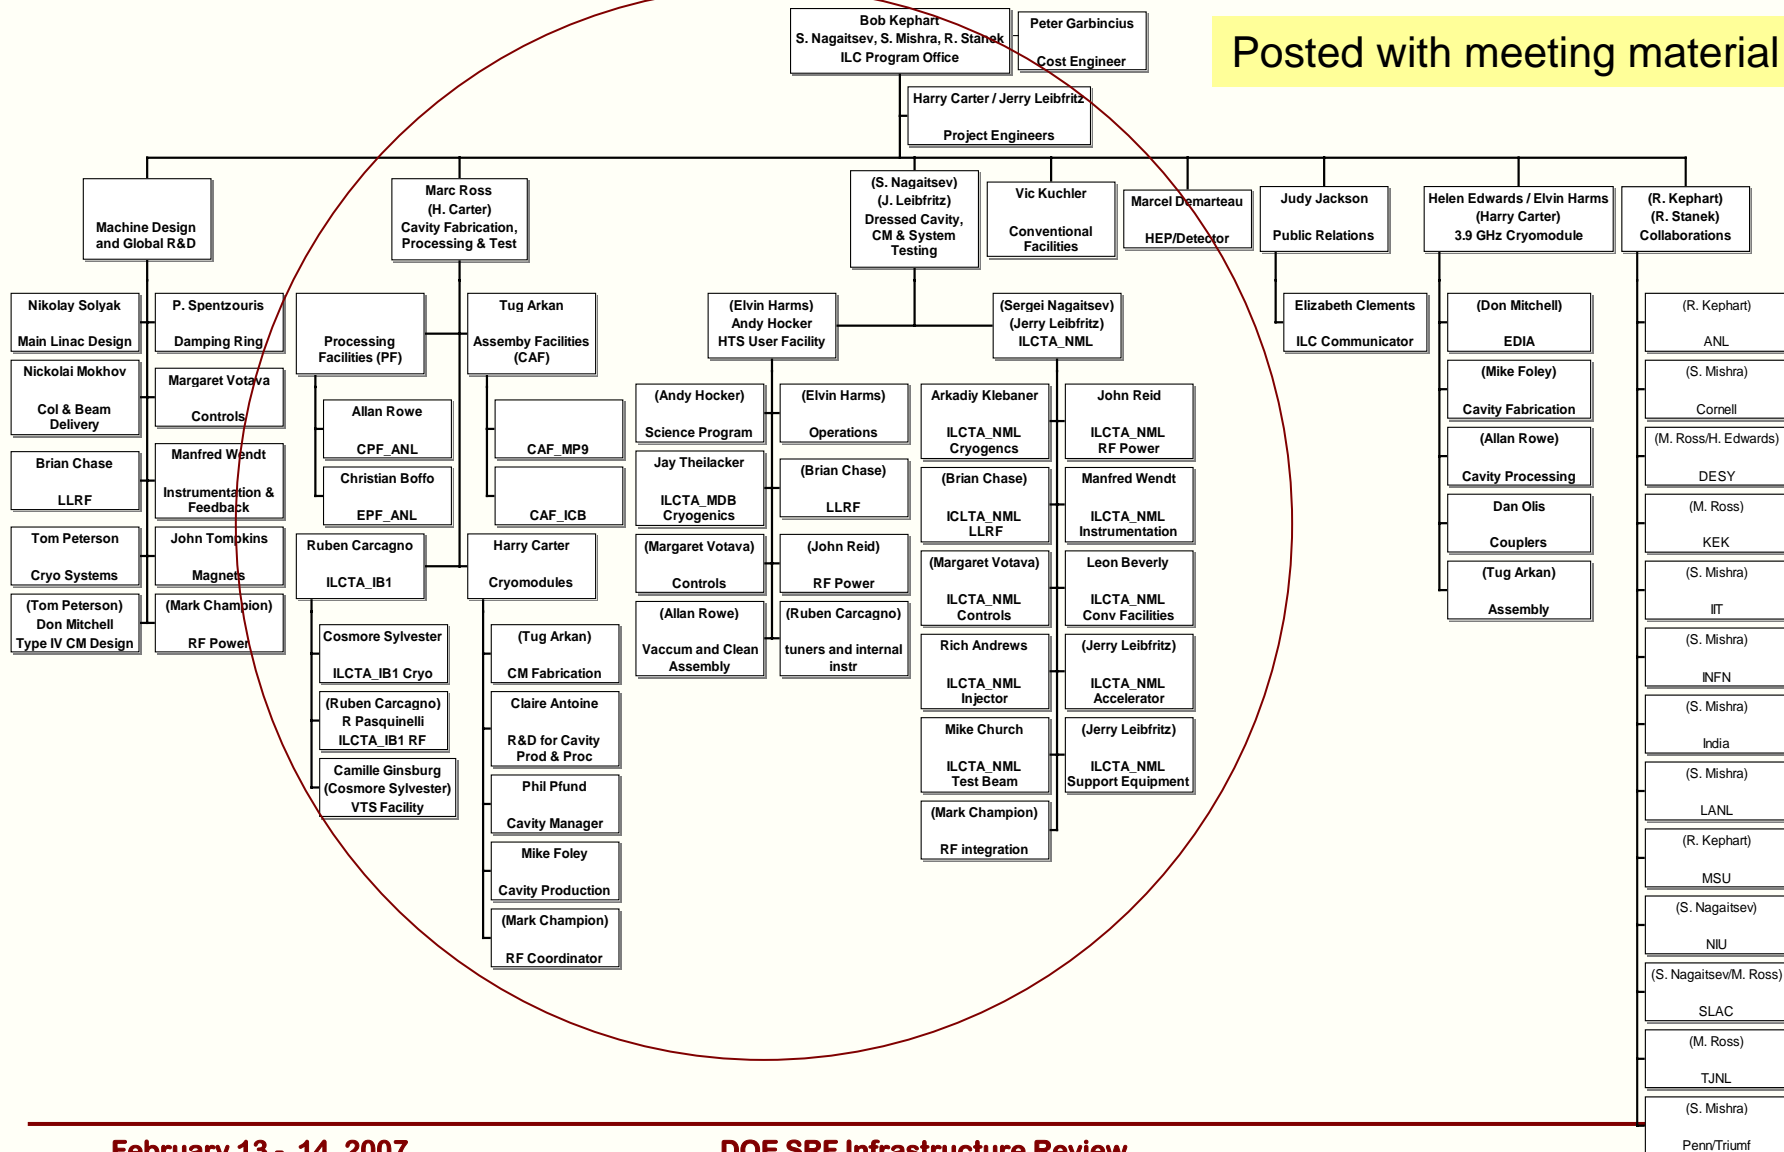 Bob Kephart
S. Nagaitsev, S. Mishra, R. Stanek
ILC Program Office
Peter Garbincius
Cost Engineer
Posted with meeting material
Harry Carter / Jerry Leibfritz
Project Engineers
Machine Design
and Global R&D
Marc Ross
(H. Carter)
Cavity Fabrication,
Processing & Test
(S. Nagaitsev)
(J. Leibfritz)
Dressed Cavity,
CM & System
Testing
Vic Kuchler
Conventional
Facilities
Marcel Demarteau
HEP/Detector
Judy Jackson
Public Relations
Helen Edwards / Elvin Harms
(Harry Carter)
3.9 GHz Cryomodule
(R. Kephart)
(R. Stanek)
Collaborations
Nikolay Solyak
Main Linac Design
P. Spentzouris
Damping Ring
Nickolai Mokhov
Col & Beam
Delivery
Margaret Votava
Controls
Brian Chase
LLRF
Manfred Wendt
Instrumentation &
Feedback
Tom Peterson
Cryo Systems
John Tompkins
Magnets
(Tom Peterson)
Don Mitchell
Type IV CM Design
(Mark Champion)
RF Power
Processing
Facilities (PF)
Tug Arkan
Assemby Facilities
(CAF)
Allan Rowe
CPF_ANL
Christian Boffo
EPF_ANL
CAF_MP9
CAF_ICB
Ruben Carcagno
ILCTA_IB1
Harry Carter
Cryomodules
Cosmore Sylvester
ILCTA_IB1 Cryo
(Ruben Carcagno)
R Pasquinelli
ILCTA_IB1 RF
Camille Ginsburg
(Cosmore Sylvester)
VTS Facility
(Tug Arkan)
CM Fabrication
Claire Antoine
R&D for Cavity
Prod & Proc
Phil Pfund
Cavity Manager
Mike Foley
Cavity Production
(Mark Champion)
RF Coordinator
(Elvin Harms)
Andy Hocker
HTS User Facility
(Sergei Nagaitsev)
(Jerry Leibfritz)
ILCTA_NML
(Andy Hocker)
Science Program
(Elvin Harms)
Operations
Jay Theilacker
ILCTA_MDB
Cryogenics
(Brian Chase)
LLRF
(Margaret Votava)
Controls
(John Reid)
RF Power
(Allan Rowe)
Vaccum and Clean
Assembly
(Ruben Carcagno)
tuners and internal
instr
Arkadiy Klebaner
ILCTA_NML
Cryogencs
John Reid
ILCTA_NML
RF Power
(Brian Chase)
ICLTA_NML
LLRF
Manfred Wendt
ILCTA_NML
Instrumentation
(Margaret Votava)
ILCTA_NML
Controls
Leon Beverly
ILCTA_NML
Conv Facilities
Rich Andrews
ILCTA_NML
Injector
(Jerry Leibfritz)
ILCTA_NML
Accelerator
Mike Church
ILCTA_NML
Test Beam
(Jerry Leibfritz)
ILCTA_NML
Support Equipment
(Mark Champion)
RF integration
Elizabeth Clements
ILC Communicator
(Don Mitchell)
EDIA
(Mike Foley)
Cavity Fabrication
(Allan Rowe)
Cavity Processing
Dan Olis
Couplers
(Tug Arkan)
Assembly
(R. Kephart)
ANL
(S. Mishra)
Cornell
(M. Ross/H. Edwards)
DESY
(M. Ross)
KEK
(S. Mishra)
IIT
(S. Mishra)
INFN
(S. Mishra)
India
(S. Mishra)
LANL
(R. Kephart)
MSU
(S. Nagaitsev)
NIU
(S. Nagaitsev/M. Ross)
SLAC
(M. Ross)
TJNL
(S. Mishra)
Penn/Triumf
February 13 - 14, 2007
DOE SRF Infrastructure Review